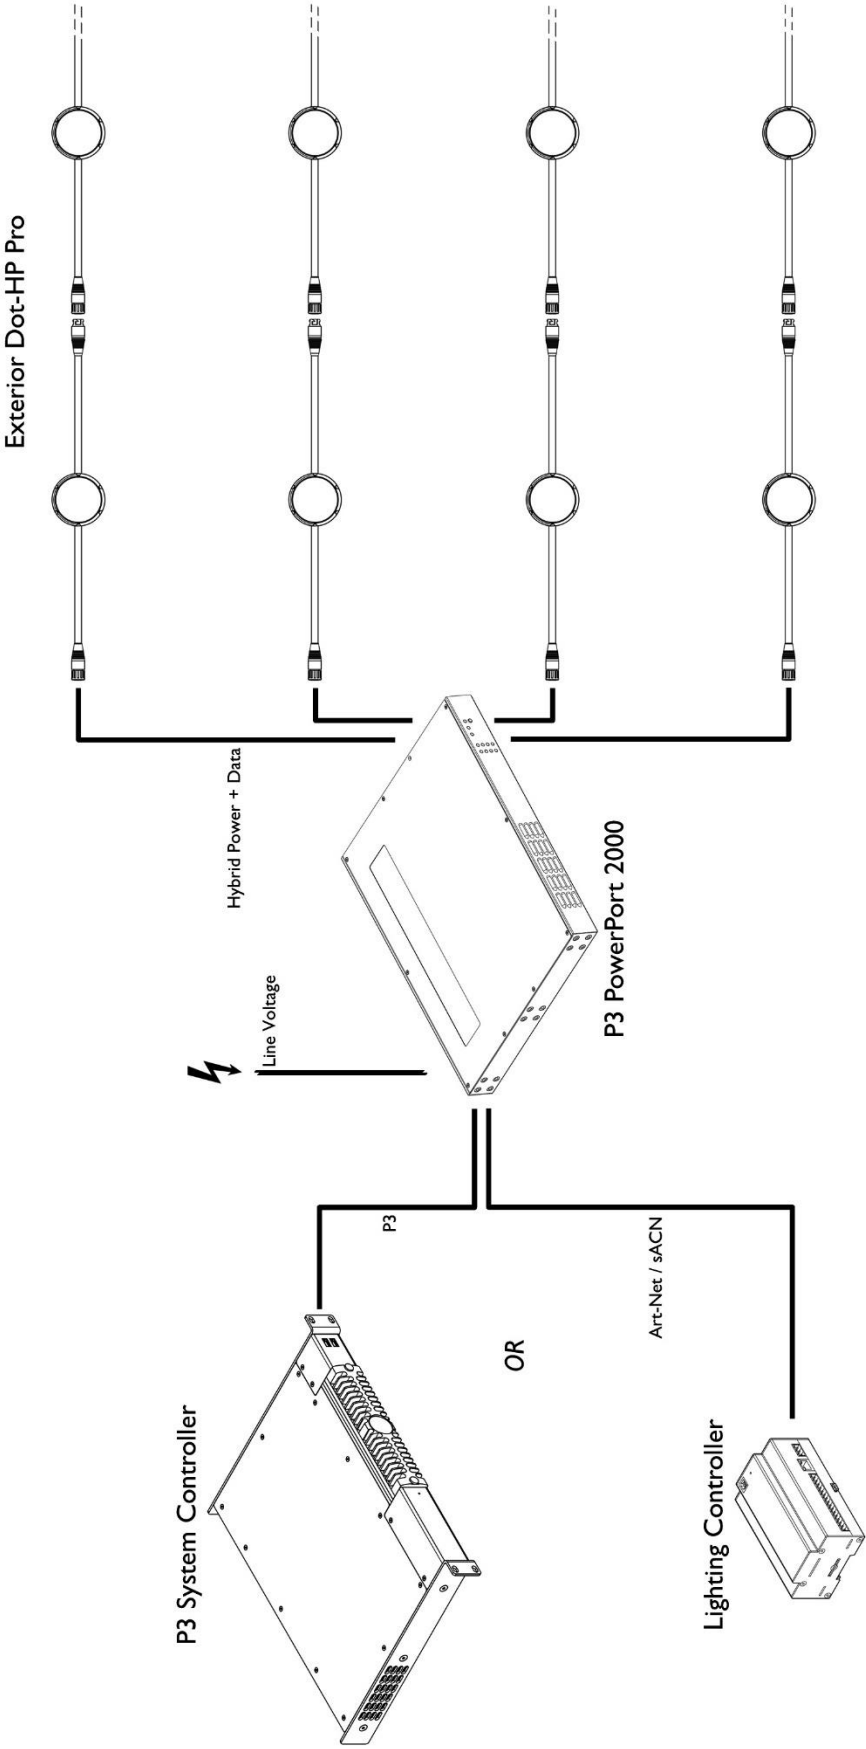 P3 System Controller
P3
Line Voltage
Hybrid Power + Data
Exterior Dot-HP Pro
OR
P3 PowerPort 2000
Lighting Controller
Art-Net / sACN